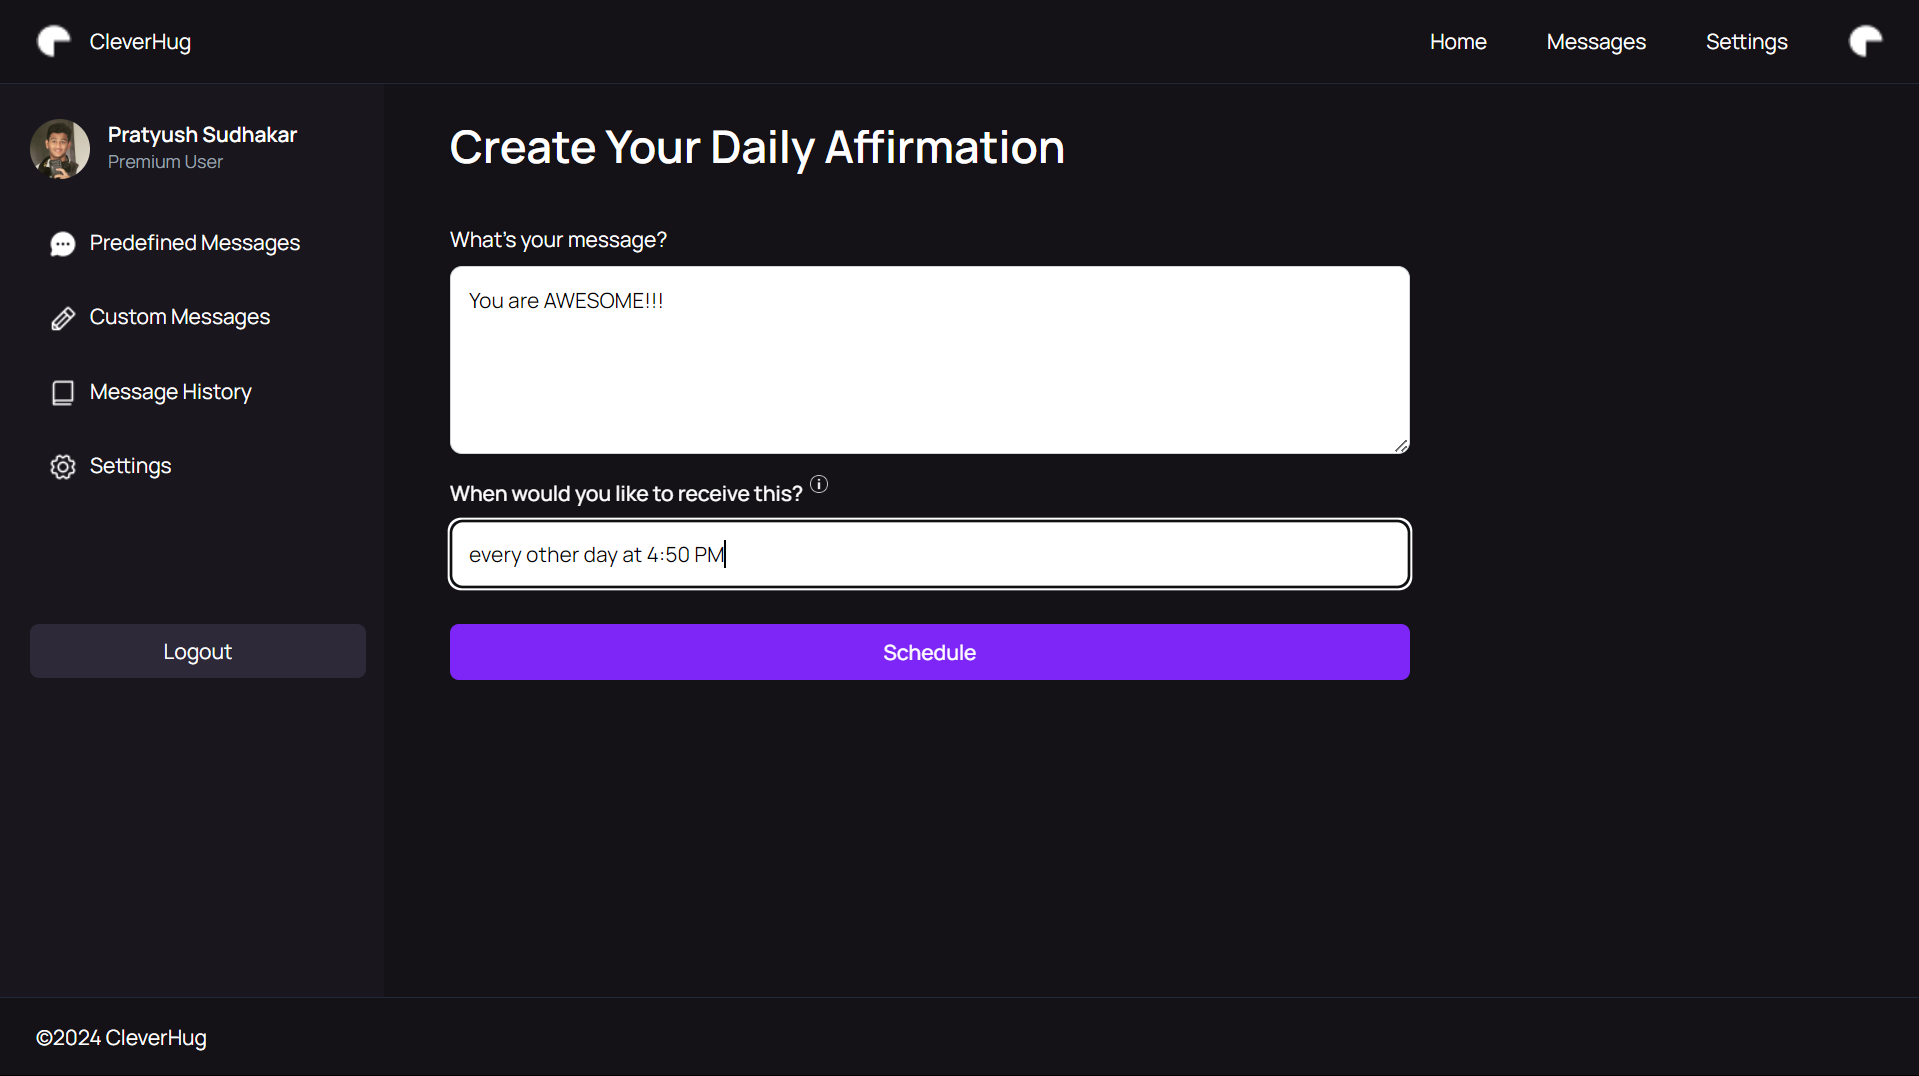 CleverHug
Home
Messages
Settings
Pratyush Sudhakar
Premium User
Predefined Messages
Custom Messages
Message History
Settings
Logout
Create Your Daily Affirmation
What's your message?
You are AWESOME!!!
When would you like to receive this?
every other day at 4:50 PM
Schedule
©2024 CleverHug